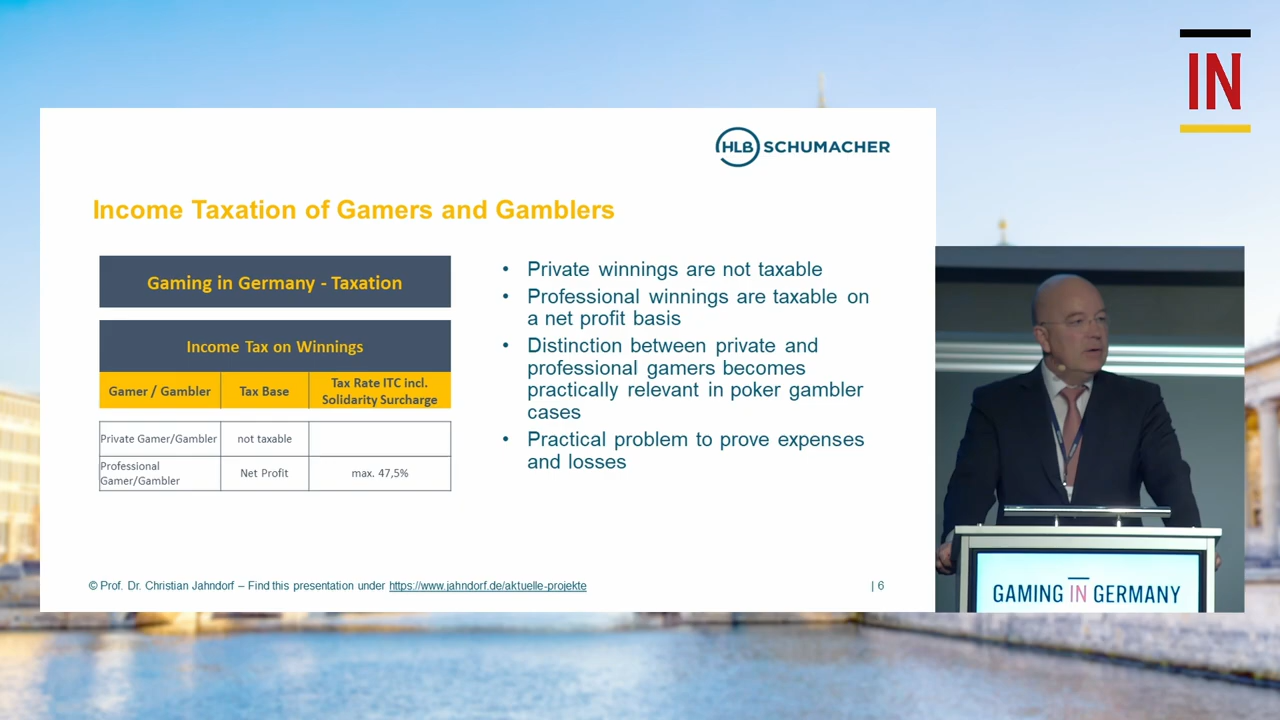 IN
HLB SCHUMACHER
Income Taxation of Gamers and Gamblers
Gaming in Germany - Taxation
Income Tax on Winnings
Gamer / Gambler
Tax Base
Tax Rate ITC incl.
Solidarity Surcharge
Private Gamer/Gambler
not taxable
Professional
Gamer/Gambler
Net Profit
max. 47,5%
• Private winnings are not taxable
• Professional winnings are taxable on
a net profit basis
• Distinction between private and
professional gamers becomes
practically relevant in poker gambler
cases
• Practical problem to prove expenses
and losses
© Prof. Dr. Christian Jahndorf – Find this presentation under https://www.jahndorf.de/aktuelle-projekte
| 6
GAMING IN GERMANY